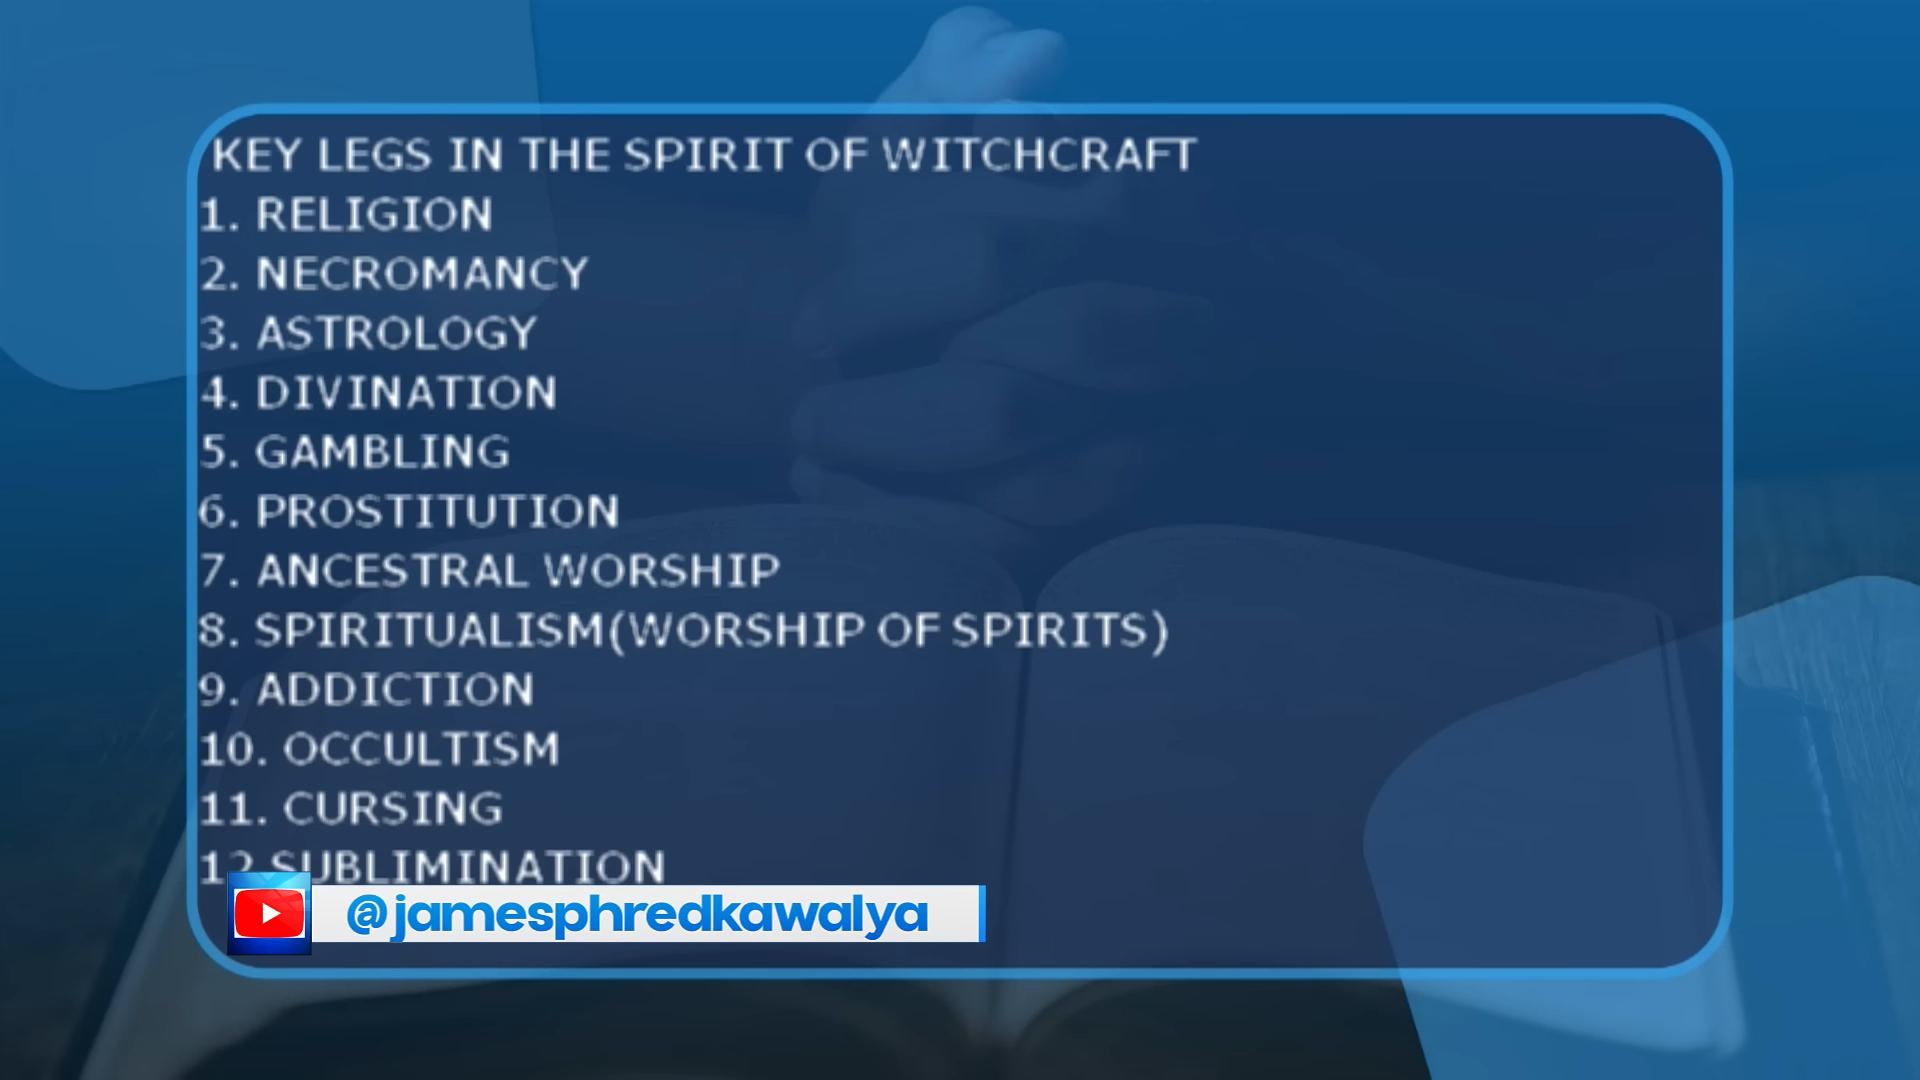 KEY LEGS IN THE SPIRIT OF WITCHCRAFT
1. RELIGION
2. NECROMANCY
3. ASTROLOGY
4. DIVINATION
5. GAMBLING
6. PROSTITUTION
7. ANCESTRAL WORSHIP
8. SPIRITUALISM(WORSHIP OF SPIRITS)
9. ADDICTION
10. OCCULTISM
11. CURSING
12 SUBLIMINATION
@jamesphredkawalya